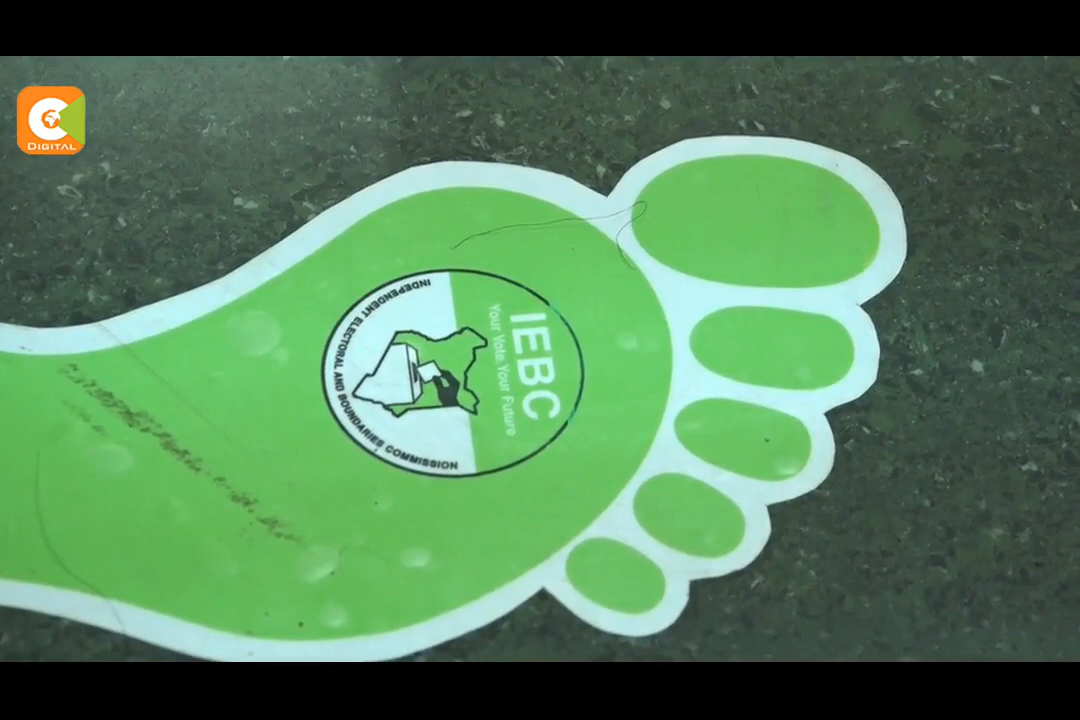 DIGITAL
IEBC
Your Vote, Your Future
INDEPENDENT ELECTORAL AND BOUNDARIES COMMISSION